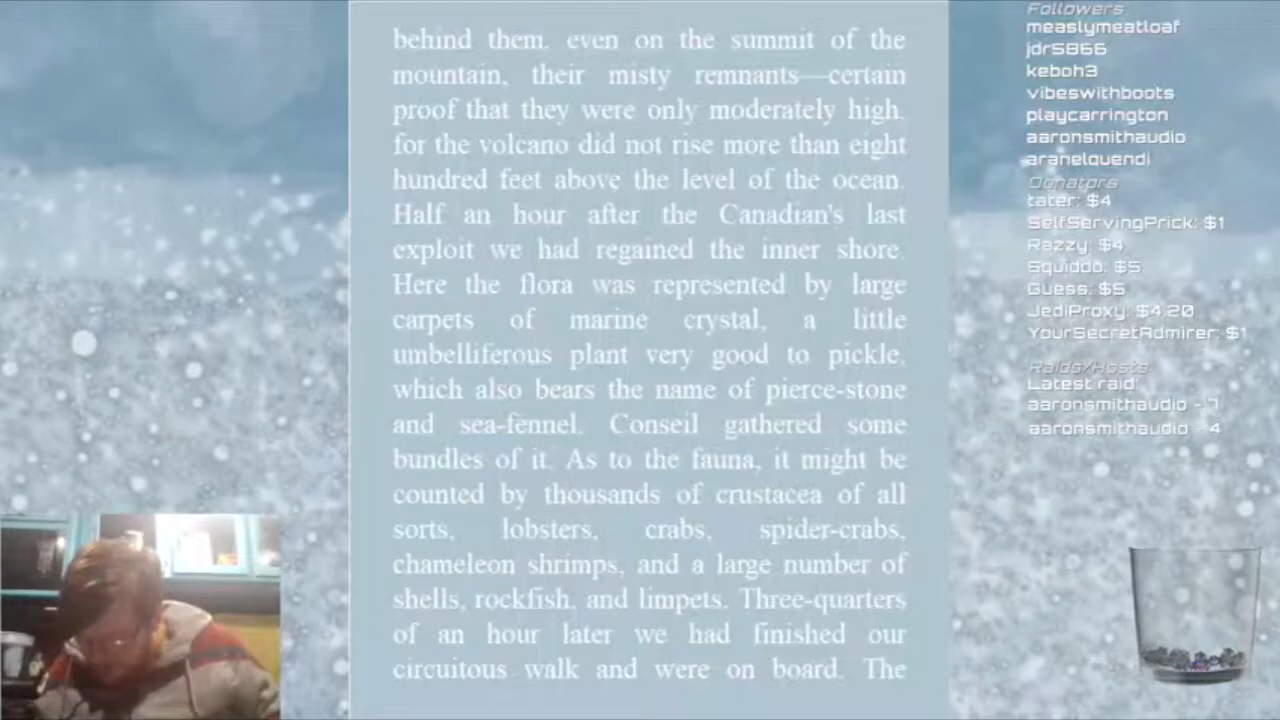 behind them. even on the summit of the
mountain, their misty remnants—certain
proof that they were only moderately high.
for the volcano did not rise more than eight
hundred feet above the level of the ocean.
Half an hour after the Canadian's last
exploit we had regained the inner shore.
Here the flora was represented by large
carpets of marine crystal, a little
umbelliferous plant very good to pickle.
which also bears the name of pierce-stone
and sea-fennel. Conseil gathered some
bundles of it. As to the fauna, it might be
counted by thousands of crustacea of all
sorts, lobsters, crabs, spider-crabs,
chameleon shrimps, and a large number of
shells, rockfish, and limpets. Three-quarters
of an hour later we had finished our
circuitous walk and were on board. The
Followers
measlymeatloaf
jdr5866
keboh3
vibeswithboots
playcarrington
aaronsmithaudio
aranelquendi
Donators
tater: $4
SelfServingPrick: $1
Razzy: $4
Squiddo: $5
Guess: $5
JediProxy: $4.20
YourSecretAdmirer: $1
Raids/Hosts
Latest raid:
aaronsmithaudio - 7
aaronsmithaudio - 4